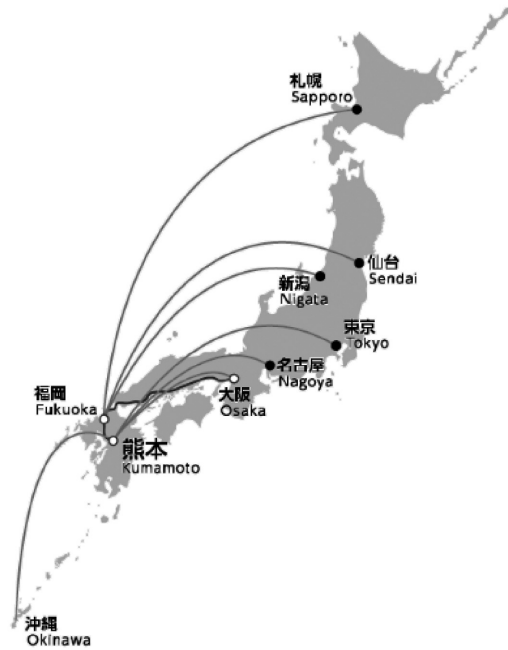 札幌
Sapporo
仙台
Sendai
新潟
Nigata
東京
Tokyo
名古屋
Nagoya
大阪
Osaka
福岡
Fukuoka
熊本
Kumamoto
沖縄
Okinawa